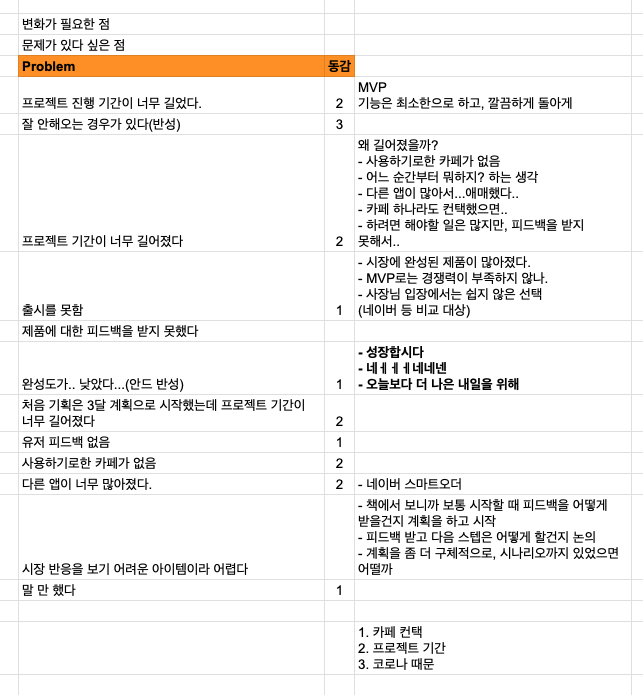 변화가 필요한 점
문제가 있다 싶은 점
Problem 동감
MVP
프로젝트 진행 기간이 너무 길었다. 2 기능은 최소한으로 하고, 깔끔하게 돌아게
잘 안해오는 경우가 있다(반성) 3
왜 길어졌을까?
- 사용하기로한 카페가 없음
- 어느 순간부터 뭐하지? 하는 생각
- 다른 앱이 많아서...애매했다..
- 카페 하나라도 컨택했으면..
- 하려면 해야할 일은 많지만, 피드백을 받지
프로젝트 기간이 너무 길어졌다 2 못해서..
- 시장에 완성된 제품이 많아졌다.
- MVP로는 경쟁력이 부족하지 않나.
- 사장님 입장에서는 쉽지 않은 선택
출시를 못함 1 (네이버 등 비교 대상)
제품에 대한 피드백을 받지 못했다
- 성장합시다
- 네ㅔㅔㅔ네네넨
완성도가.. 낮았다...(안드 반성) 1 - 오늘보다 더 나은 내일을 위해
처음 기획은 3달 계획으로 시작했는데 프로젝트 기간이
너무 길어졌다 2
유저 피드백 없음 1
사용하기로한 카페가 없음 2
다른 앱이 너무 많아졌다. 2 - 네이버 스마트오더
- 책에서 보니까 보통 시작할 때 피드백을 어떻게
받을건지 계획을 하고 시작
- 피드백 받고 다음 스텝은 어떻게 할건지 논의
- 계획을 좀 더 구체적으로, 시나리오까지 있었으면
시장 반응을 보기 어려운 아이템이라 어렵다 어떨까
말 만 했다 1
1. 카페 컨택
2. 프로젝트 기간
3. 코로나 때문